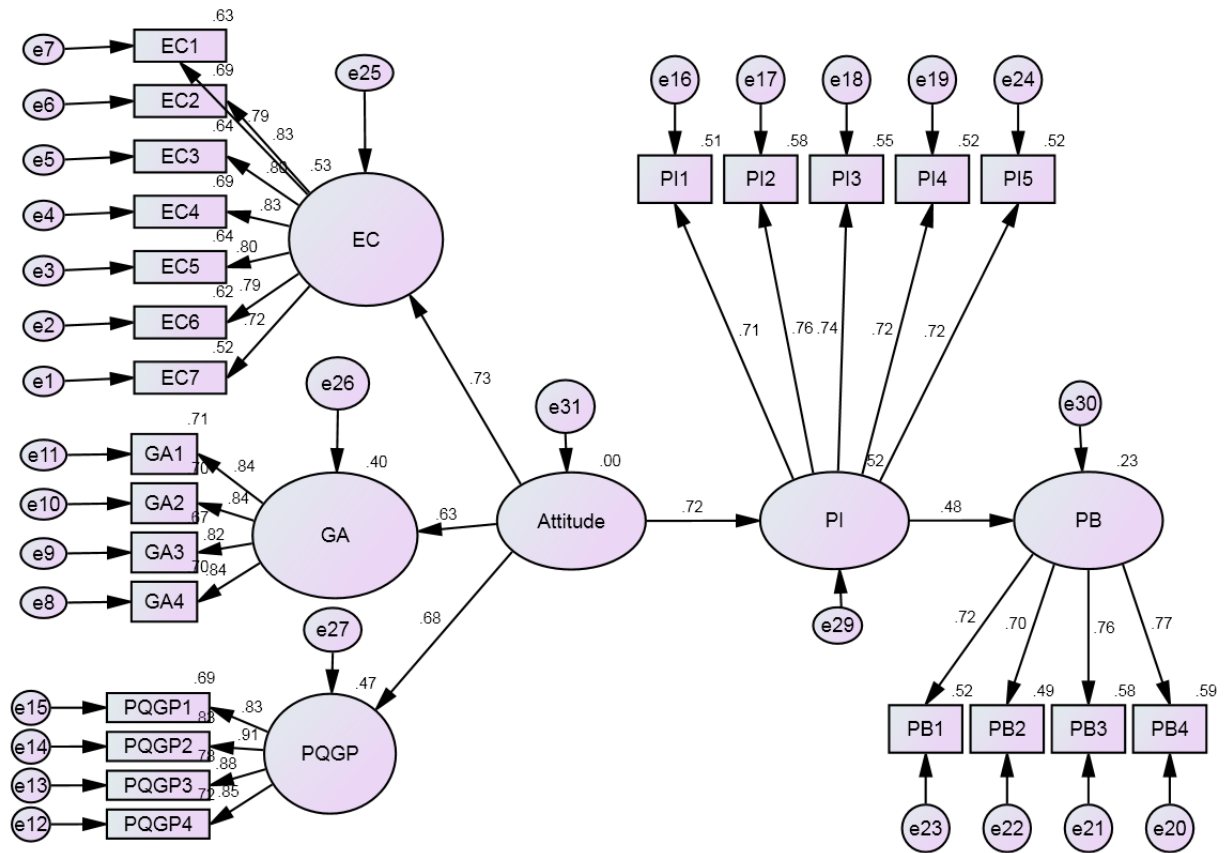 .63
e7 EC1
.69
e6 EC2
.79
.83
.64
e5 EC3
.80
.53
.69
e4 EC4
.83
.64
e3 EC5
.80
.62
e2 EC6
.79
.72
.52
e1 EC7
e25
EC
.73
e26
.71
e11 GA1
.84
.70
e10 GA2
.84
.67
e9 GA3
.82
.70
e8 GA4
.84
.40
GA
.63
e31
.00
Attitude
.68
e27
.47
.69
e15 PQGP1
.83
.83
e14 PQGP2
.91
.78
e13 PQGP3
.88
.72
e12 PQGP4
.85
PQGP
e16 e17 e18 e19 e24
.51 .58 .55 .52 .52
PI1 PI2 PI3 PI4 PI5
.71 .76 .74 .72 .72
.72
.52
PI
e29
.48
e30
.23
PB
.72 .70 .76 .77
.52 .49 .58 .59
PB1 PB2 PB3 PB4
e23 e22 e21 e20